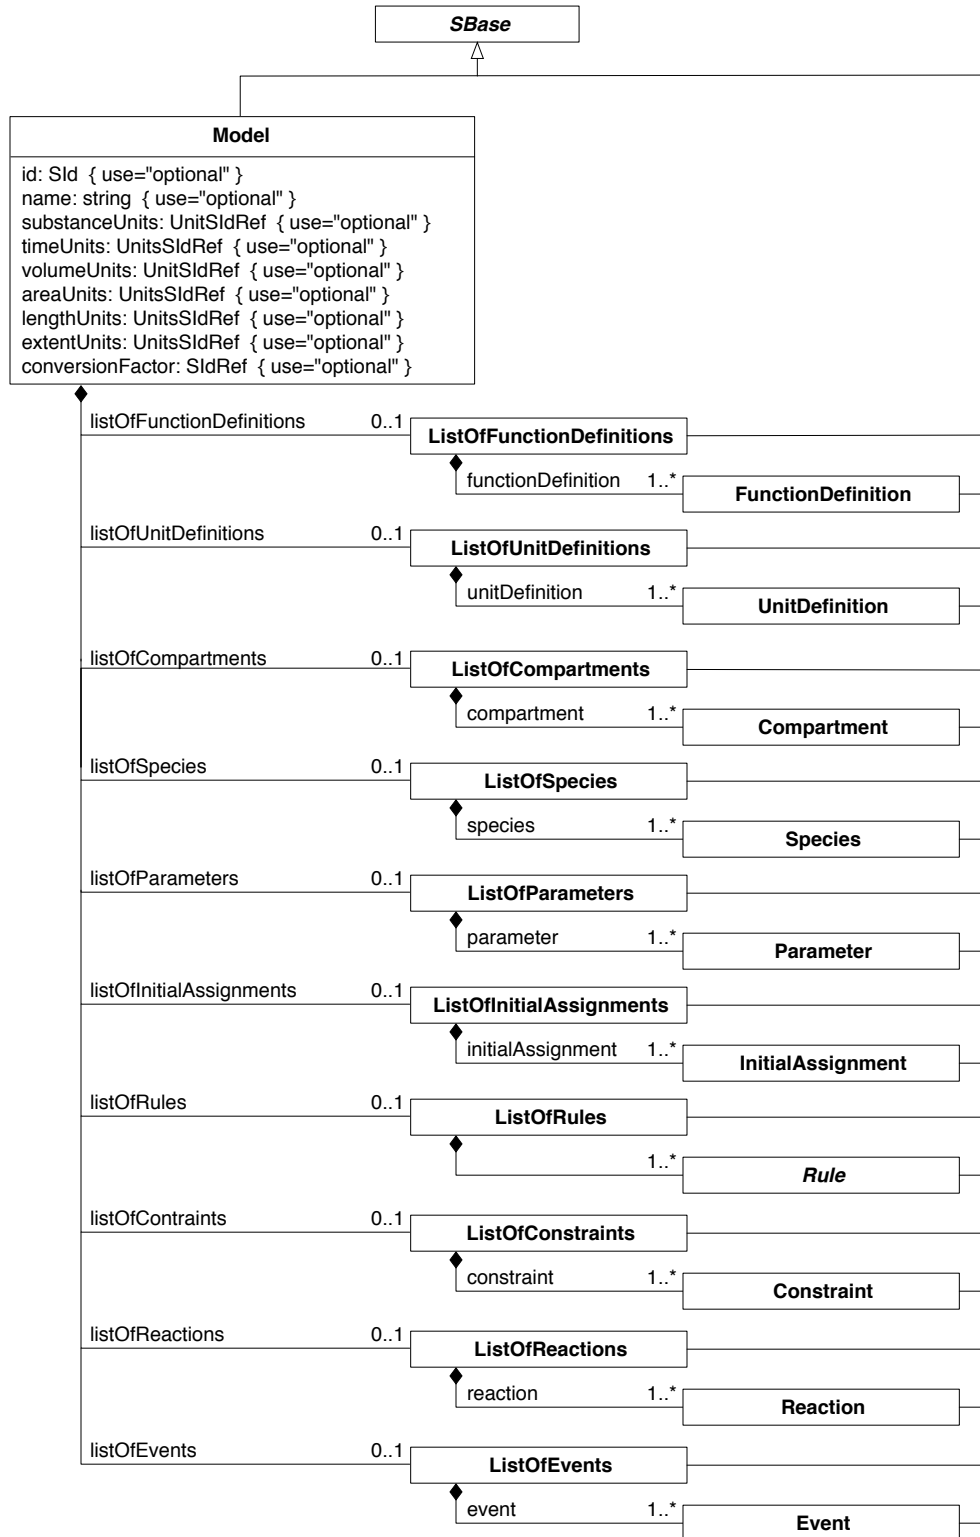 SBase
Model
id: SId { use="optional" }
name: string { use="optional" }
substanceUnits: UnitSIdRef { use="optional" }
timeUnits: UnitsSIdRef { use="optional" }
volumeUnits: UnitSIdRef { use="optional" }
areaUnits: UnitsSIdRef { use="optional" }
lengthUnits: UnitsSIdRef { use="optional" }
extentUnits: UnitsSIdRef { use="optional" }
conversionFactor: SIdRef { use="optional" }
listOfFunctionDefinitions 0..1 ListOfFunctionDefinitions
functionDefinition 1..* FunctionDefinition
listOfUnitDefinitions 0..1 ListOfUnitDefinitions
unitDefinition 1..* UnitDefinition
listOfCompartments 0..1 ListOfCompartments
compartment 1..* Compartment
listOfSpecies 0..1 ListOfSpecies
species 1..* Species
listOfParameters 0..1 ListOfParameters
parameter 1..* Parameter
listOfInitialAssignments 0..1 ListOfInitialAssignments
initialAssignment 1..* InitialAssignment
listOfRules 0..1 ListOfRules
1..* Rule
listOfContraints 0..1 ListOfConstraints
constraint 1..* Constraint
listOfReactions 0..1 ListOfReactions
reaction 1..* Reaction
listOfEvents 0..1 ListOfEvents
event 1..* Event